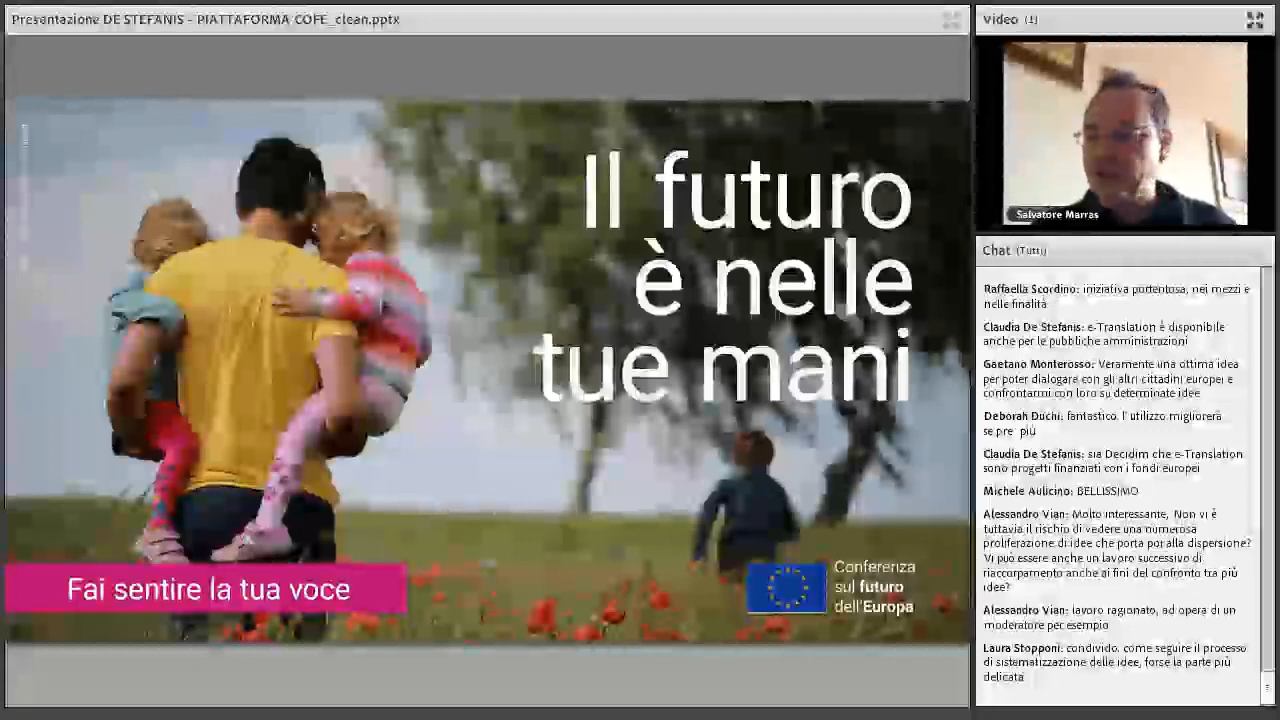 Presentazione DE STEFANIS - PIATTAFORMA COFE_clean.pptx
Il futuro
è nelle
tue mani
Fai sentire la tua voce
Conferenza
sul futuro
dell'Europa
Video (1)
Salvatore Marras
Chat (Tutti)
Raffaella Scordino: iniziativa portentosa, nei mezzi e
nelle finalità
Claudia De Stefanis: e-Translation è disponibile
anche per le pubbliche amministrazioni
Gaetano Monterosso: Veramente una ottima idea
per poter dialogare con gli altri cittadini europei e
confrontarmi con loro su determinate idee
Deborah Duchi: fantastico. l' utilizzo migliorerà
se pre più
Claudia De Stefanis: sia Decidim che e-Translation
sono progetti finanziati con i fondi europei
Michele Aulicino: BELLISSIMO
Alessandro Vian: Molto interessante, Non vi è
tuttavia il rischio di vedere una numerosa
proliferazione di idee che porta poi alla dispersione?
Vi può essere anche un lavoro successivo di
riaccorpamento anche ai fini del confronto tra più
idee?
Alessandro Vian: lavoro ragionato, ad opera di un
moderatore per esempio
Laura Stopponi: condivido. come seguire il processo
di sistematizzazione delle idee, forse la parte più
delicata